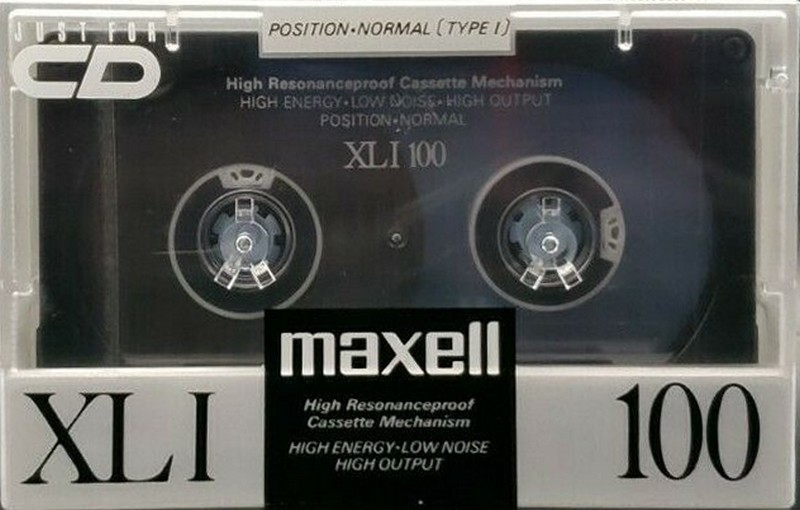 POSITION•NORMAL (TYPE I)
JUST FOR
CD
High Resonanceproof Cassette Mechanism
HIGH ENERGY•LOW NOISE•HIGH OUTPUT
POSITION•NORMAL
XL I 100
maxell
High Resonanceproof
Cassette Mechanism
HIGH ENERGY•LOW NOISE
HIGH OUTPUT
XL I
100